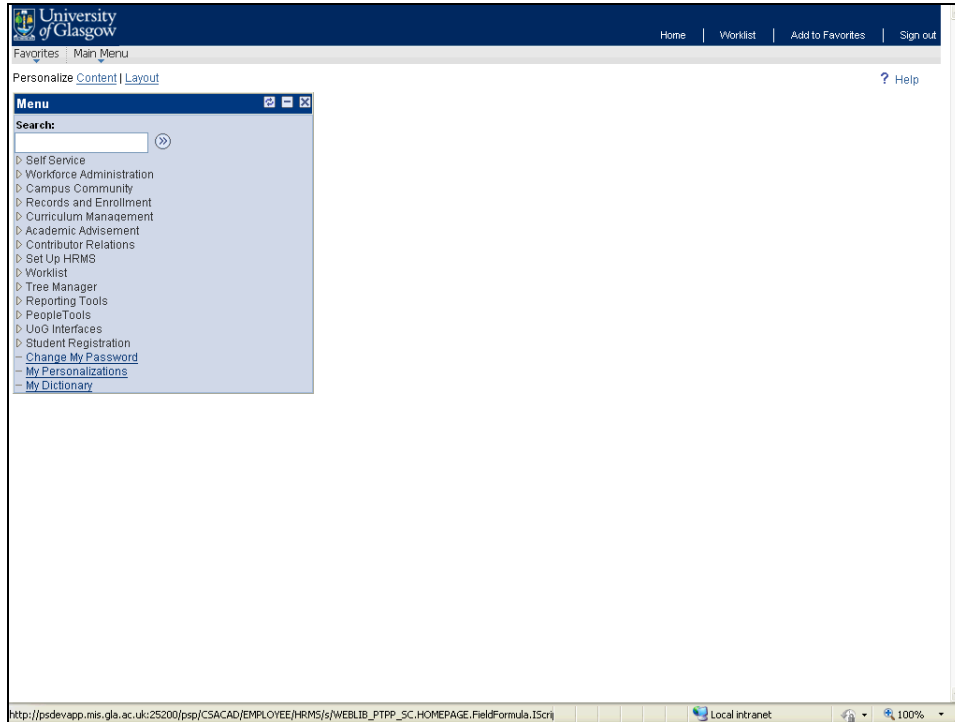 University
of Glasgow
Home | Worklist | Add to Favorites | Sign out
Favorites Main Menu
Personalize Content | Layout
? Help
Menu
Search:
Self Service
Workforce Administration
Campus Community
Records and Enrollment
Curriculum Management
Academic Advisement
Contributor Relations
Set Up HRMS
Worklist
Tree Manager
Reporting Tools
PeopleTools
UoG Interfaces
Student Registration
Change My Password
My Personalizations
My Dictionary
http://psdevapp.mis.gla.ac.uk:25200/psp/CSACAD/EMPLOYEE/HRMS/s/WEBLIB_PTPP_SC.HOMEPAGE.FieldFormula.IScri
Local intranet
100%